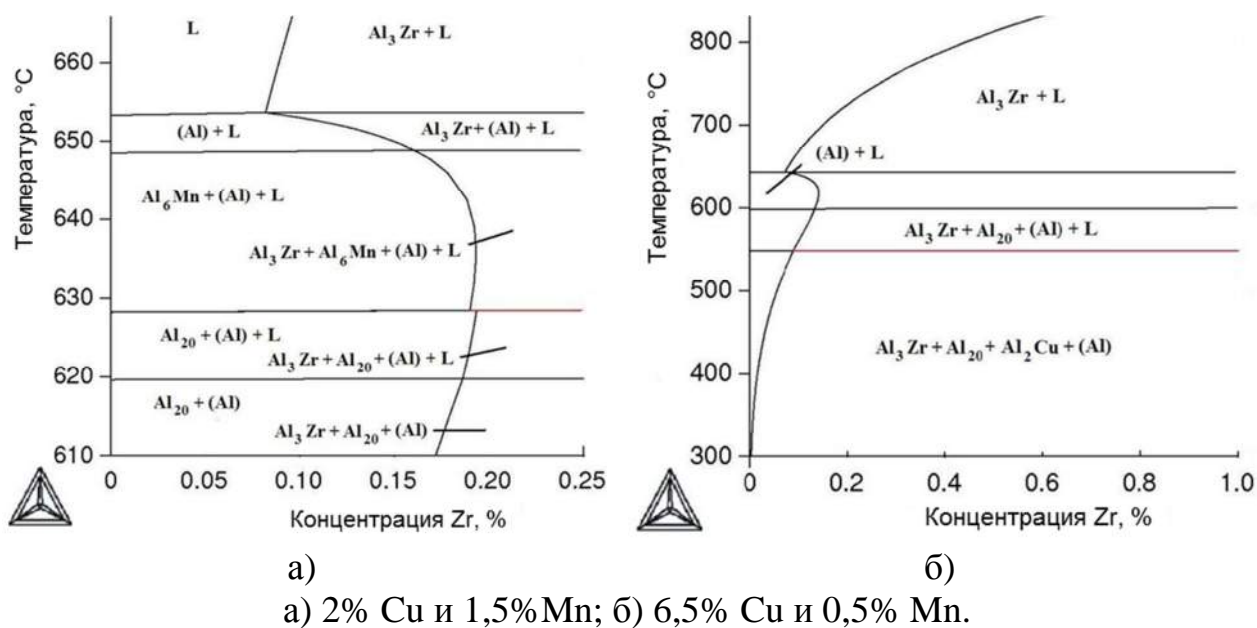 L
Al₃Zr + L
660
(Al) + L
Al₃Zr + (Al) + L
650
Al₆Mn + (Al) + L
640
Al₃Zr + Al₆Mn + (Al) + L
630
Al₂₀ + (Al) + L
Al₃Zr + Al₂₀ + (Al) + L
620
Al₂₀ + (Al)
Al₃Zr + Al₂₀ + (Al)
610
0 0.05 0.10 0.15 0.20 0.25
Температура, °C
Концентрация Zr, %
а)
800
Al₃Zr + L
700
(Al) + L
600
Al₃Zr + Al₂₀ + (Al) + L
500
Al₃Zr + Al₂₀ + Al₂Cu + (Al)
400
300
0 0.2 0.4 0.6 0.8 1.0
Температура, °C
Концентрация Zr, %
б)
а) 2% Cu и 1,5%Mn; б) 6,5% Cu и 0,5% Mn.